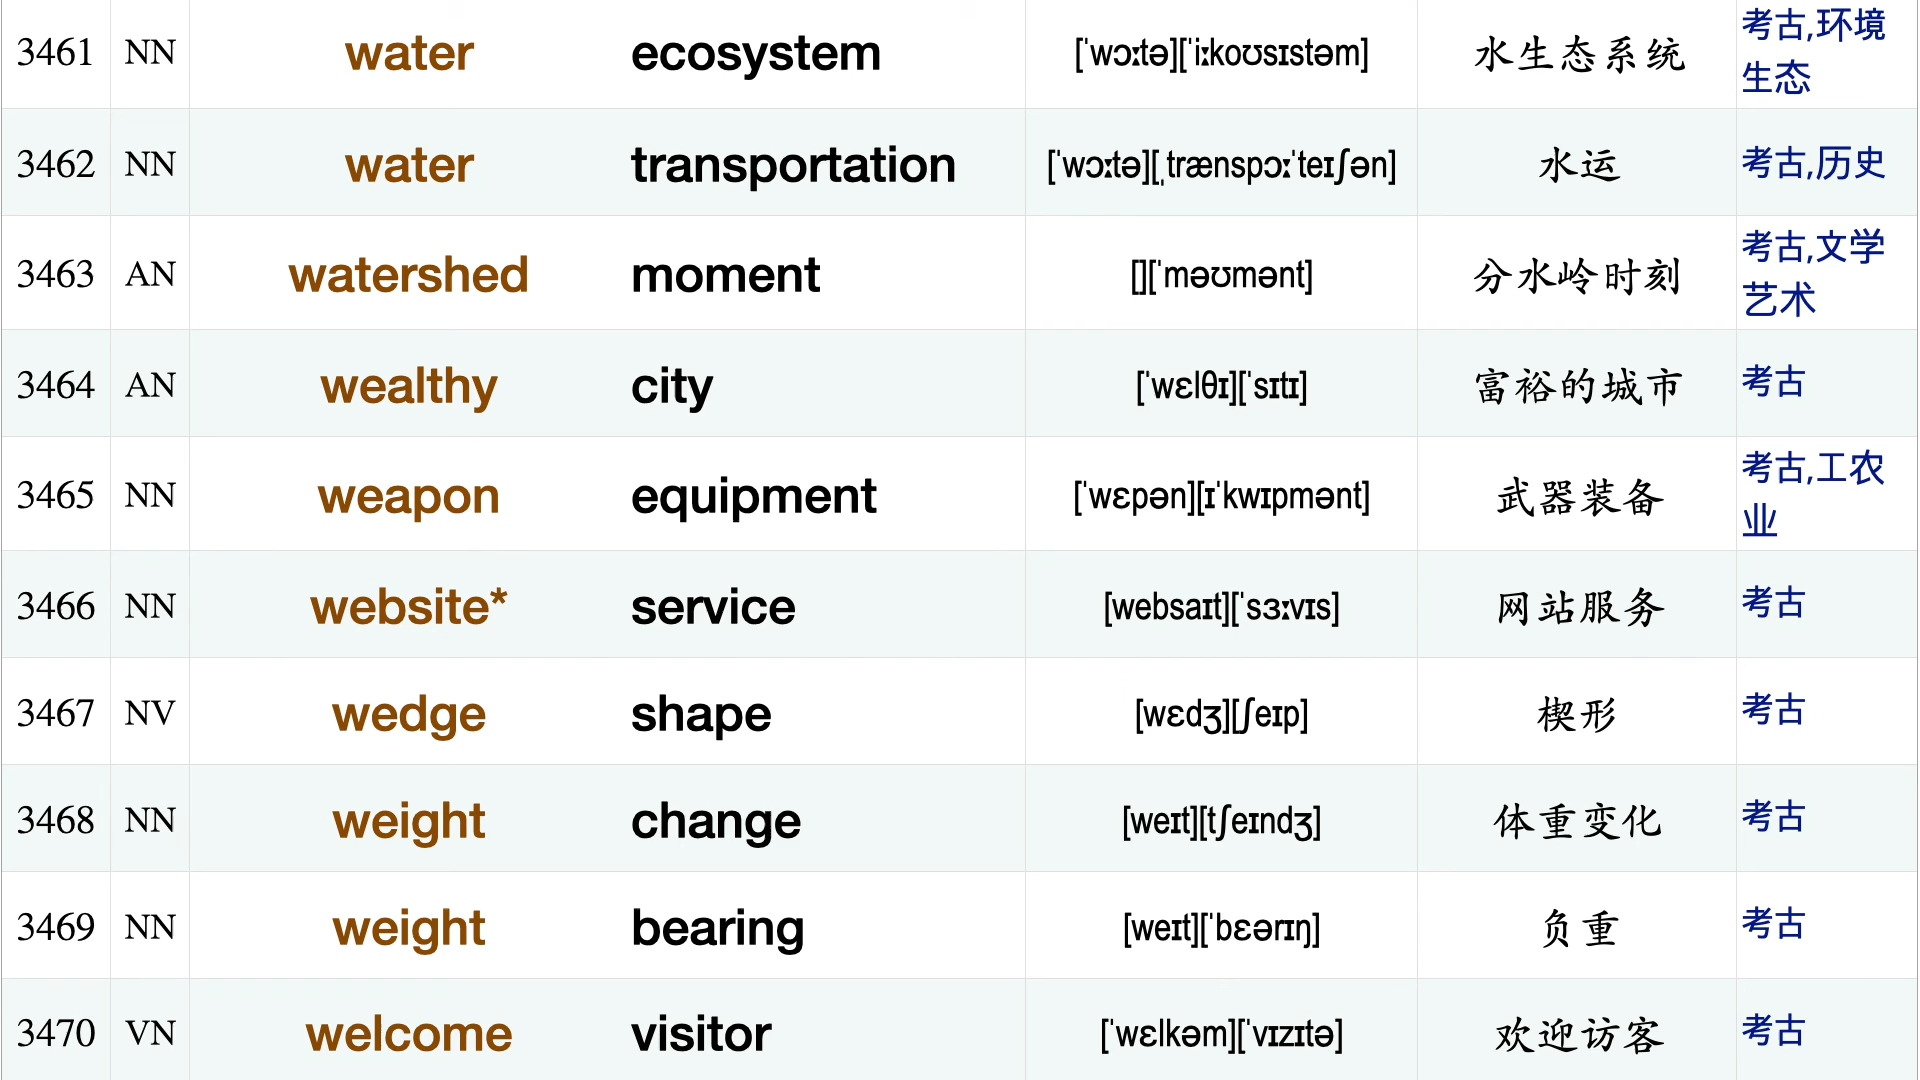 3461 NN water ecosystem [ˈwɔːtə][ˈiːkoʊsɪstəm] 水生态系统 考古,环境
生态
3462 NN water transportation [ˈwɔːtə][ˌtrænspɔːˈteɪʃən] 水运 考古,历史
3463 AN watershed moment [][ˈməʊmənt] 分水岭时刻 考古,文学
艺术
3464 AN wealthy city [ˈwɛlθɪ][ˈsɪtɪ] 富裕的城市 考古
3465 NN weapon equipment [ˈwɛpən][ɪˈkwɪpmənt] 武器装备 考古,工农
业
3466 NN website* service [websaɪt][ˈsɜːvɪs] 网站服务 考古
3467 NV wedge shape [wɛdʒ][ʃeɪp] 楔形 考古
3468 NN weight change [weɪt][tʃeɪndʒ] 体重变化 考古
3469 NN weight bearing [weɪt][ˈbɛərɪŋ] 负重 考古
3470 VN welcome visitor [ˈwɛlkəm][ˈvɪzɪtə] 欢迎访客 考古